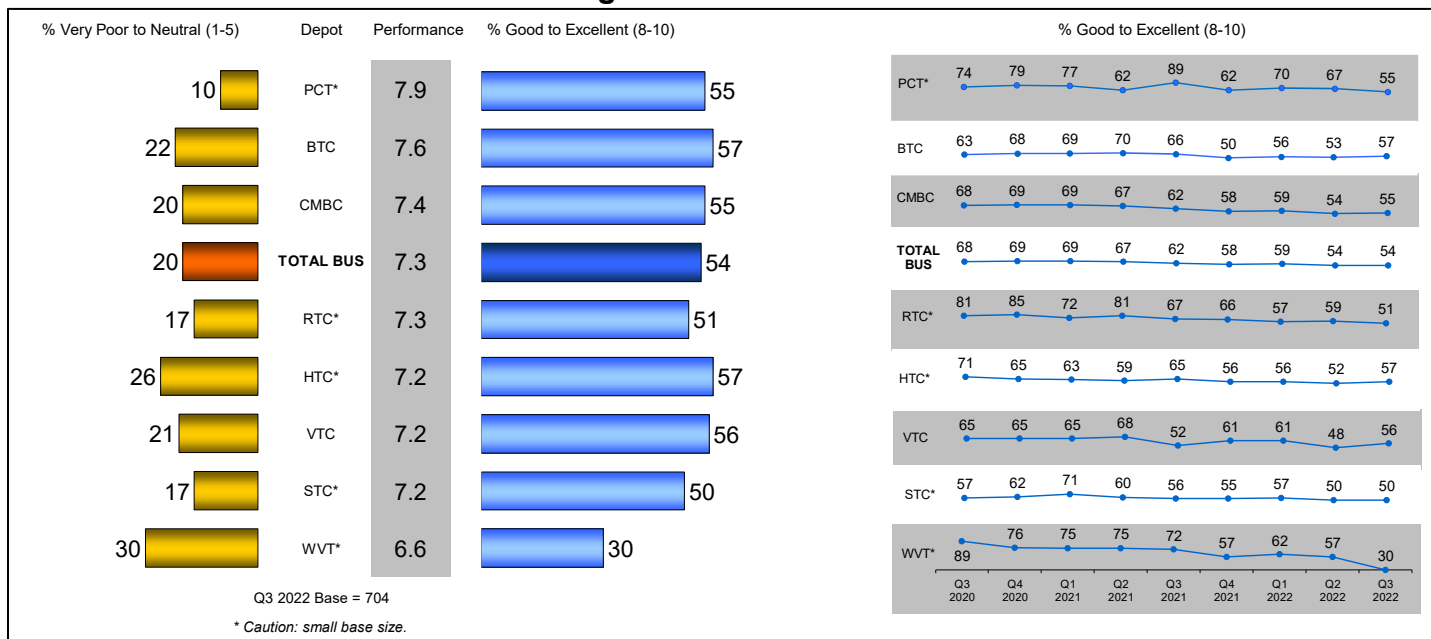 % Very Poor to Neutral (1-5) Depot Performance % Good to Excellent (8-10) % Good to Excellent (8-10)
10 PCT* 7.9 55
22 BTC 7.6 57
20 CMBC 7.4 55
20 TOTAL BUS 7.3 54
17 RTC* 7.3 51
26 HTC* 7.2 57
21 VTC 7.2 56
17 STC* 7.2 50
30 WVT* 6.6 30
Q3 2022 Base = 704
* Caution: small base size.
PCT* 74 79 77 62 89 62 70 67 55
BTC 63 68 69 70 66 50 56 53 57
CMBC 68 69 69 67 62 58 59 54 55
TOTAL
BUS 68 69 69 67 62 58 59 54 54
RTC* 81 85 72 81 67 66 57 59 51
HTC* 71 65 63 59 65 56 56 52 57
VTC 65 65 65 68 52 61 61 48 56
STC* 57 62 71 60 56 55 57 50 50
WVT* 89 76 75 75 72 57 62 57 30
Q3 Q4 Q1 Q2 Q3 Q4 Q1 Q2 Q3
2020 2020 2021 2021 2021 2021 2022 2022 2022